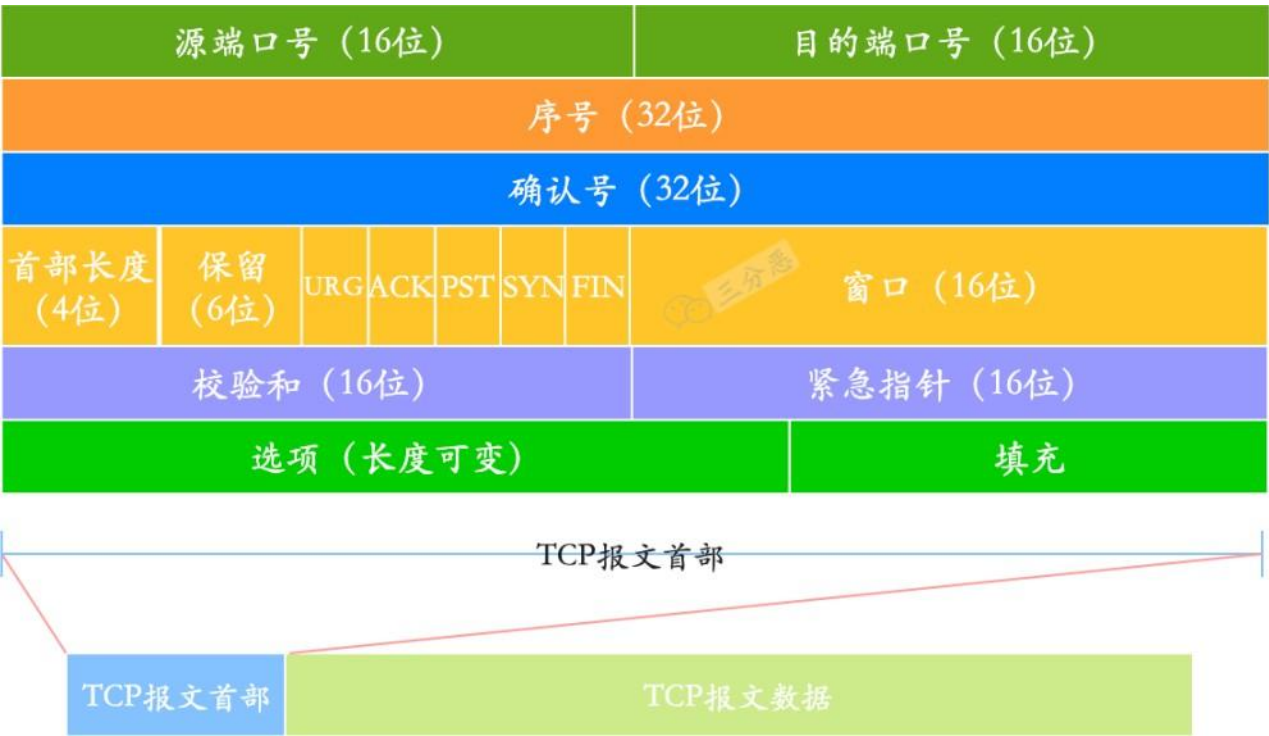 源端口号（16位） 目的端口号（16位）
序号（32位）
确认号（32位）
首部长度 保留
（4位） （6位） URG ACK PST SYN FIN 三分恶 窗口（16位）
校验和（16位） 紧急指针（16位）
选项（长度可变） 填充
TCP报文首部
TCP报文首部 TCP报文数据